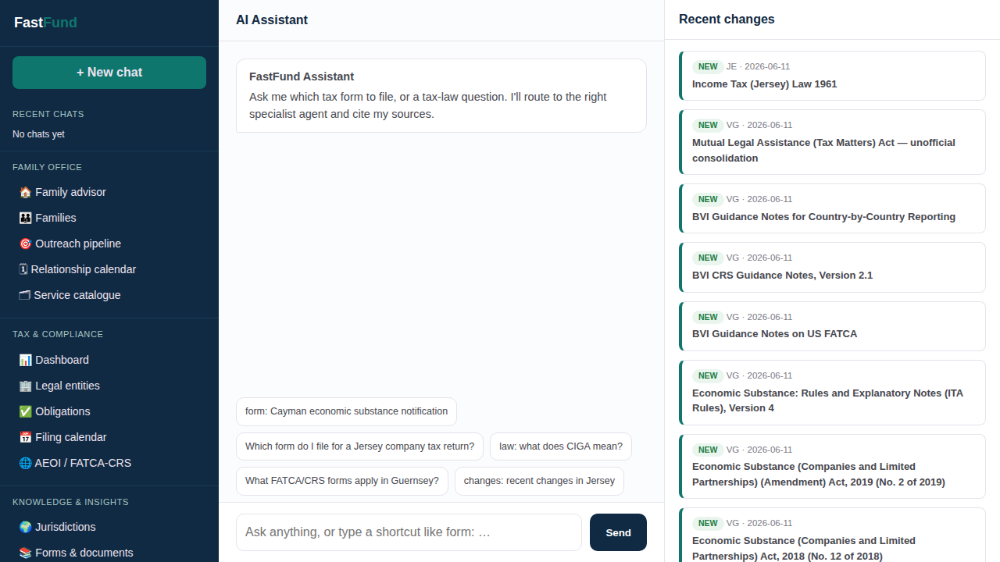 FastFund
+ New chat
RECENT CHATS
No chats yet
FAMILY OFFICE
Family advisor
Families
Outreach pipeline
Relationship calendar
Service catalogue
TAX & COMPLIANCE
Dashboard
Legal entities
Obligations
Filing calendar
AEOI / FATCA-CRS
KNOWLEDGE & INSIGHTS
Jurisdictions
Forms & documents
AI Assistant
FastFund Assistant
Ask me which tax form to file, or a tax-law question. I'll route to the right
specialist agent and cite my sources.
form: Cayman economic substance notification
Which form do I file for a Jersey company tax return?
law: what does CIGA mean?
What FATCA/CRS forms apply in Guernsey?
changes: recent changes in Jersey
Ask anything, or type a shortcut like form: …
Send
Recent changes
NEW JE · 2026-06-11
Income Tax (Jersey) Law 1961
NEW VG · 2026-06-11
Mutual Legal Assistance (Tax Matters) Act — unofficial
consolidation
NEW VG · 2026-06-11
BVI Guidance Notes for Country-by-Country Reporting
NEW VG · 2026-06-11
BVI CRS Guidance Notes, Version 2.1
NEW VG · 2026-06-11
BVI Guidance Notes on US FATCA
NEW VG · 2026-06-11
Economic Substance: Rules and Explanatory Notes (ITA
Rules), Version 4
NEW VG · 2026-06-11
Economic Substance (Companies and Limited
Partnerships) (Amendment) Act, 2019 (No. 2 of 2019)
NEW VG · 2026-06-11
Economic Substance (Companies and Limited
Partnerships) Act, 2018 (No. 12 of 2018)